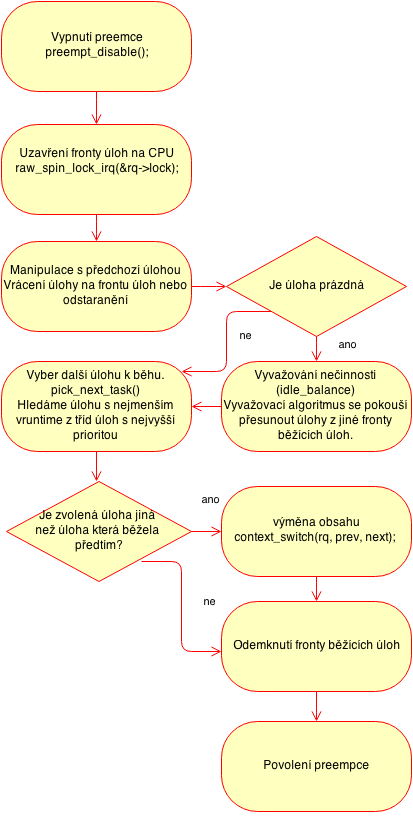 Vypnutí preemce
preempt_disable();
Uzavření fronty úloh na CPU
raw_spin_lock_irq(&rq->lock);
Manipulace s předchozí úlohou
Vrácení úlohy na frontu úloh nebo
odstaranění
Je úloha prázdná
ne
ano
Vyber další úlohu k běhu.
pick_next_task()
Hledáme úlohu s nejmenšim
vruntime z tříd úloh s nejvyšší
prioritou
Vyvažování nečinnosti
(idle_balance)
Vyvažovací algoritmus se pokouší
přesunout úlohy z jiné fronty
běžících úloh.
Je zvolená úloha jiná
než úloha která běžela
předtím?
ano
výměna obsahu
context_switch(rq, prev, next);
ne
Odemknutí fronty běžících úloh
Povolení preempce